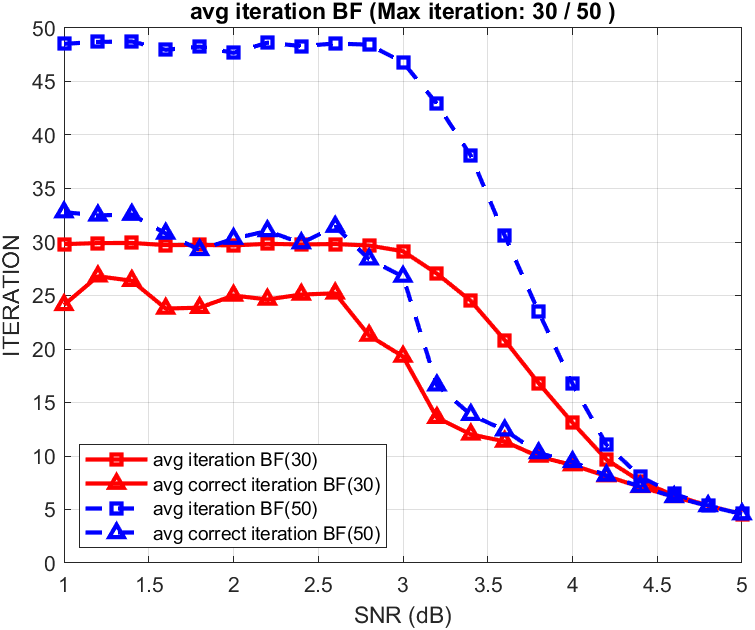 avg iteration BF (Max iteration: 30 / 50 )
50
45
40
35
30
25
20
15
10
5
0
ITERATION
avg iteration BF(30)
avg correct iteration BF(30)
avg iteration BF(50)
avg correct iteration BF(50)
1 1.5 2 2.5 3 3.5 4 4.5 5
SNR (dB)